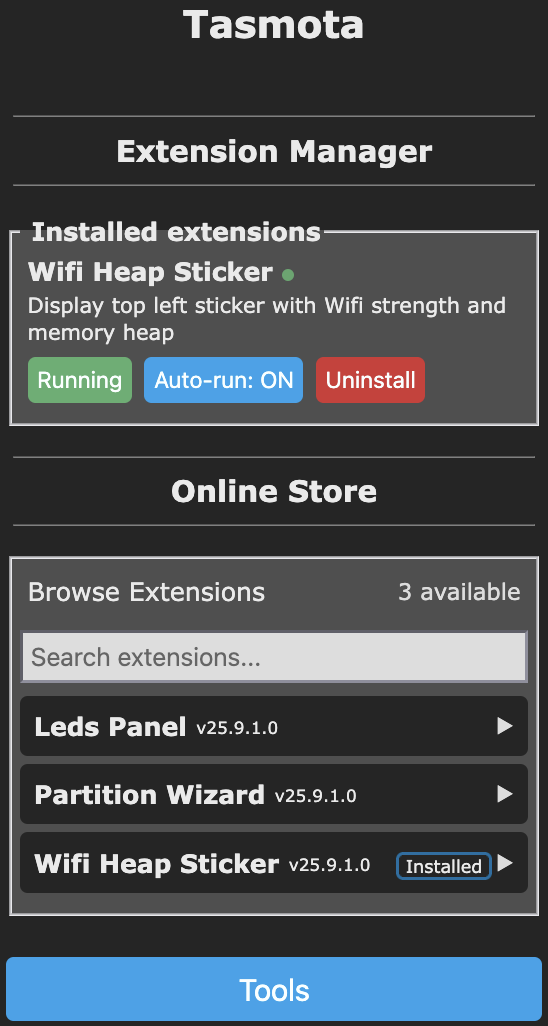 Tasmota
Extension Manager
Installed extensions
Wifi Heap Sticker
Display top left sticker with Wifi strength and
memory heap
Running Auto-run: ON Uninstall
Online Store
Browse Extensions 3 available
Search extensions...
Leds Panel v25.9.1.0
Partition Wizard v25.9.1.0
Wifi Heap Sticker v25.9.1.0 Installed
Tools